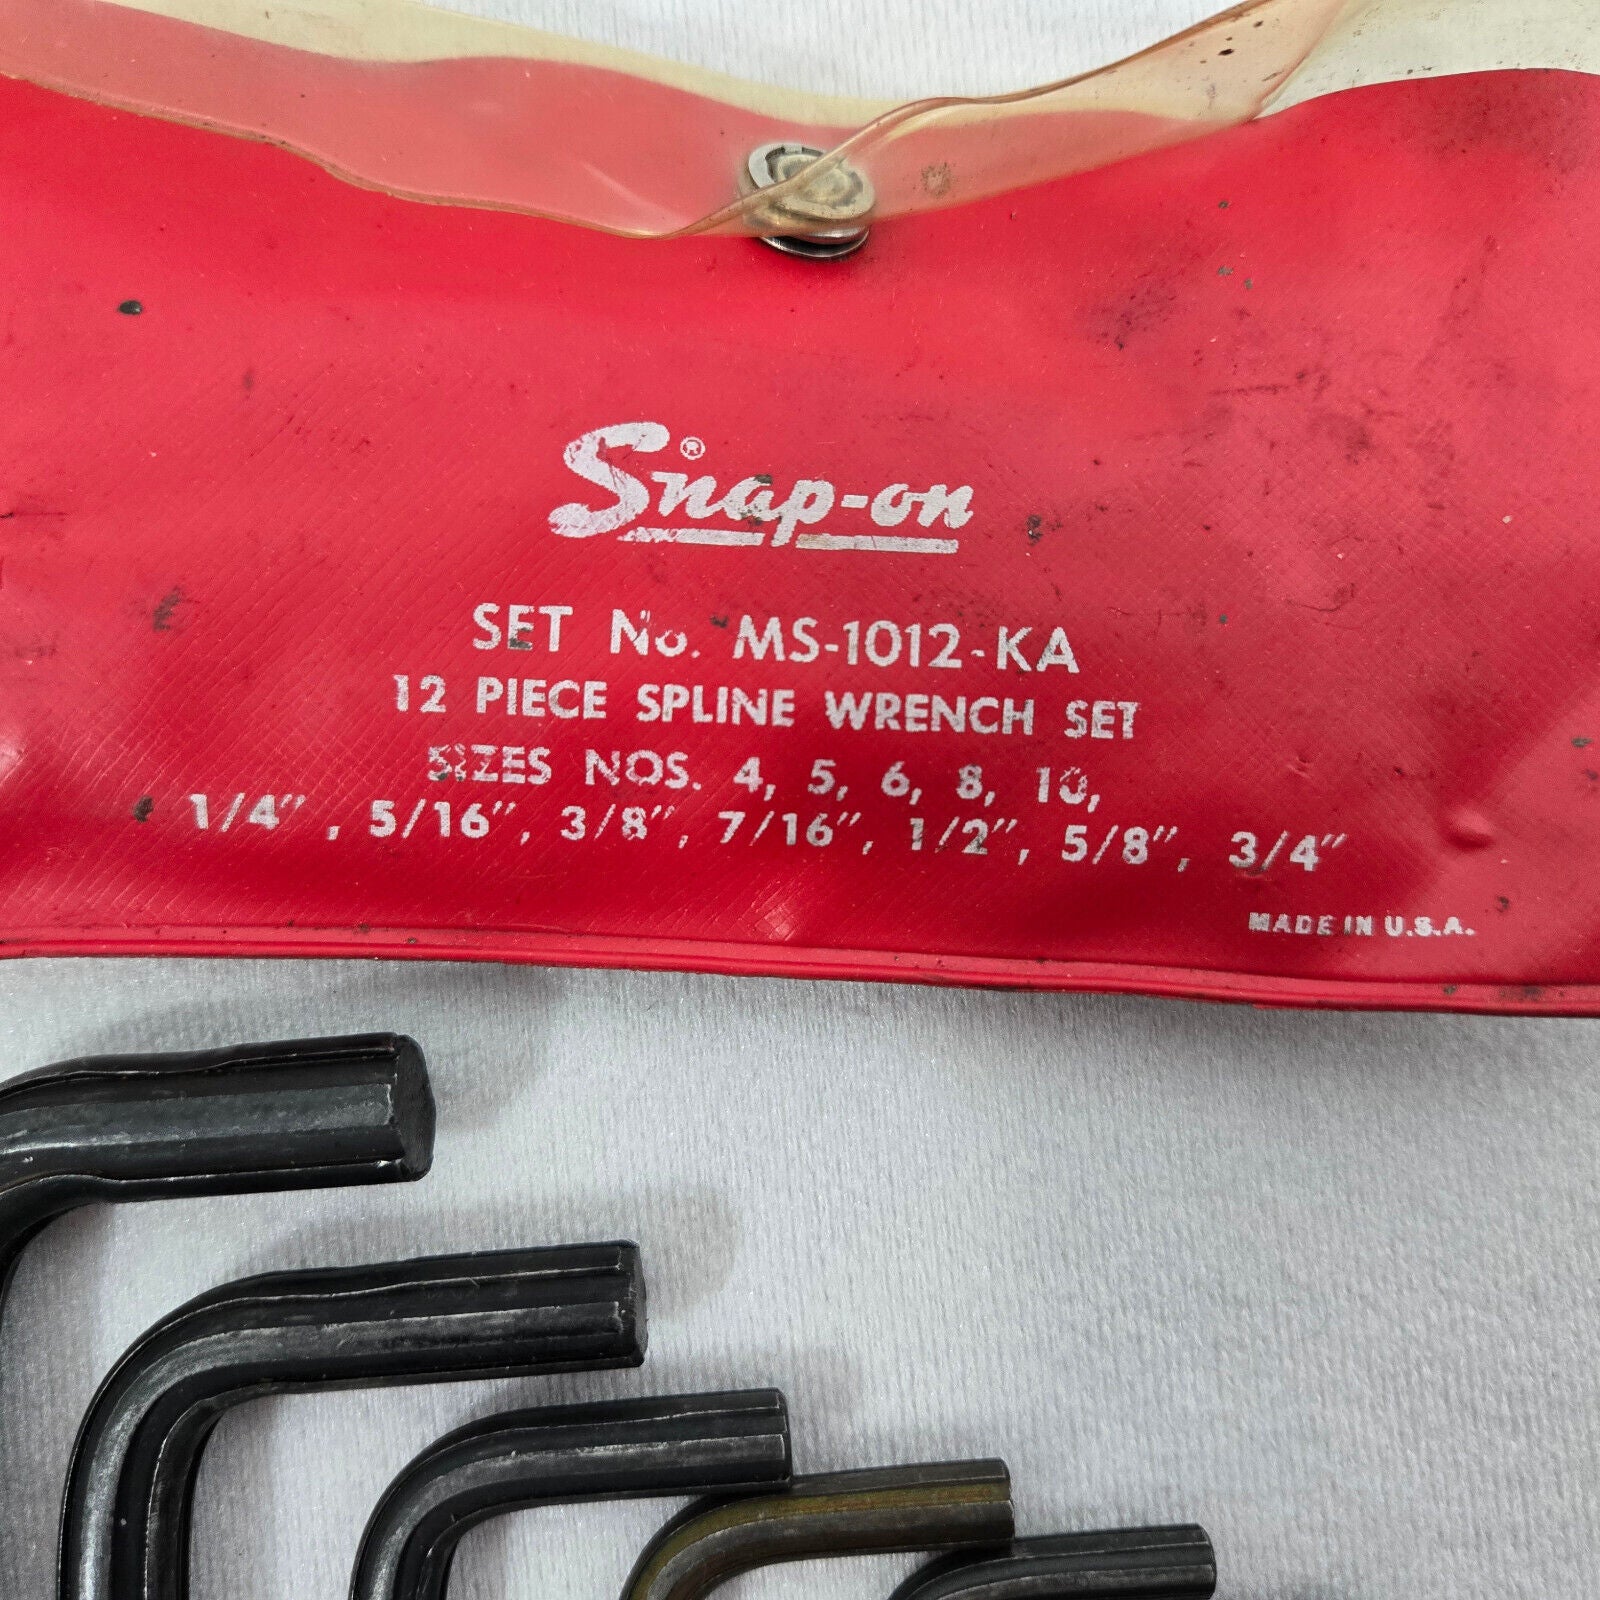 Snap-on®
SET No. MS-1012-KA
12 PIECE SPLINE WRENCH SET
SIZES NOS. 4, 5, 6, 8, 10,
1/4", 5/16", 3/8", 7/16", 1/2", 5/8", 3/4"
MADE IN U.S.A.